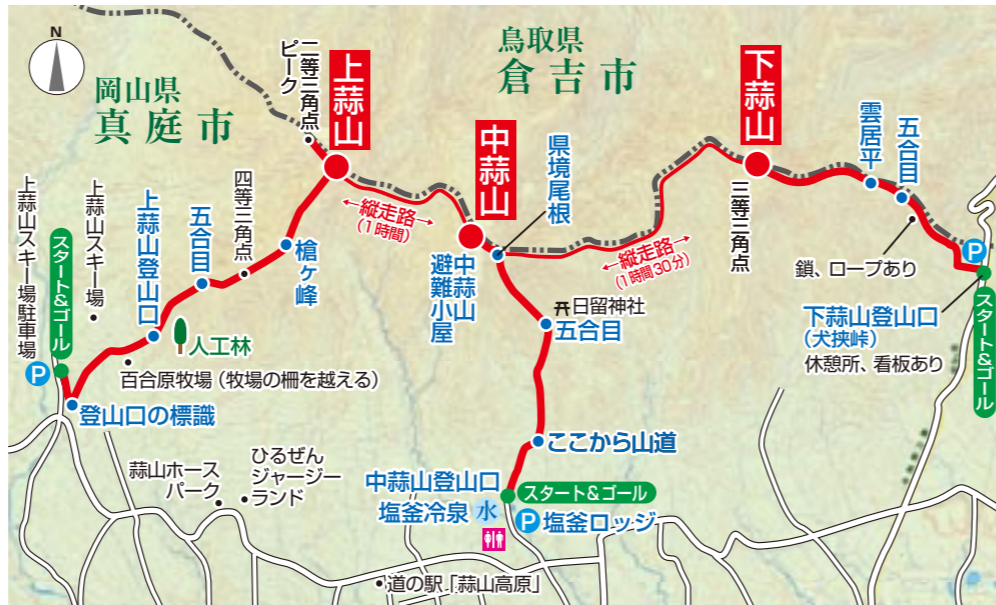 N
岡山県
真庭市
鳥取県
倉吉市
二等三角点
ピーク
上蒜山
中蒜山
下蒜山
県境尾根
雲居平
五合目
三等三角点
鎖、ロープあり
←縦走路→
(1時間)
←縦走路→
(1時間30分)
上蒜山スキー場駐車場
スタート&ゴール
上蒜山スキー場
上蒜山登山口
五合目
四等三角点
槍ヶ峰
中蒜山
避難小屋
日留神社
五合目
P
下蒜山登山口
(犬挟峠)
休憩所、看板あり
スタート&ゴール
人工林
P
百合原牧場(牧場の柵を越える)
登山口の標識
ここから山道
蒜山ホース
パーク
ひるぜん
ジャージー
ランド
中蒜山登山口
スタート&ゴール
塩釜冷泉 水
P 塩釜ロッジ
道の駅「蒜山高原」